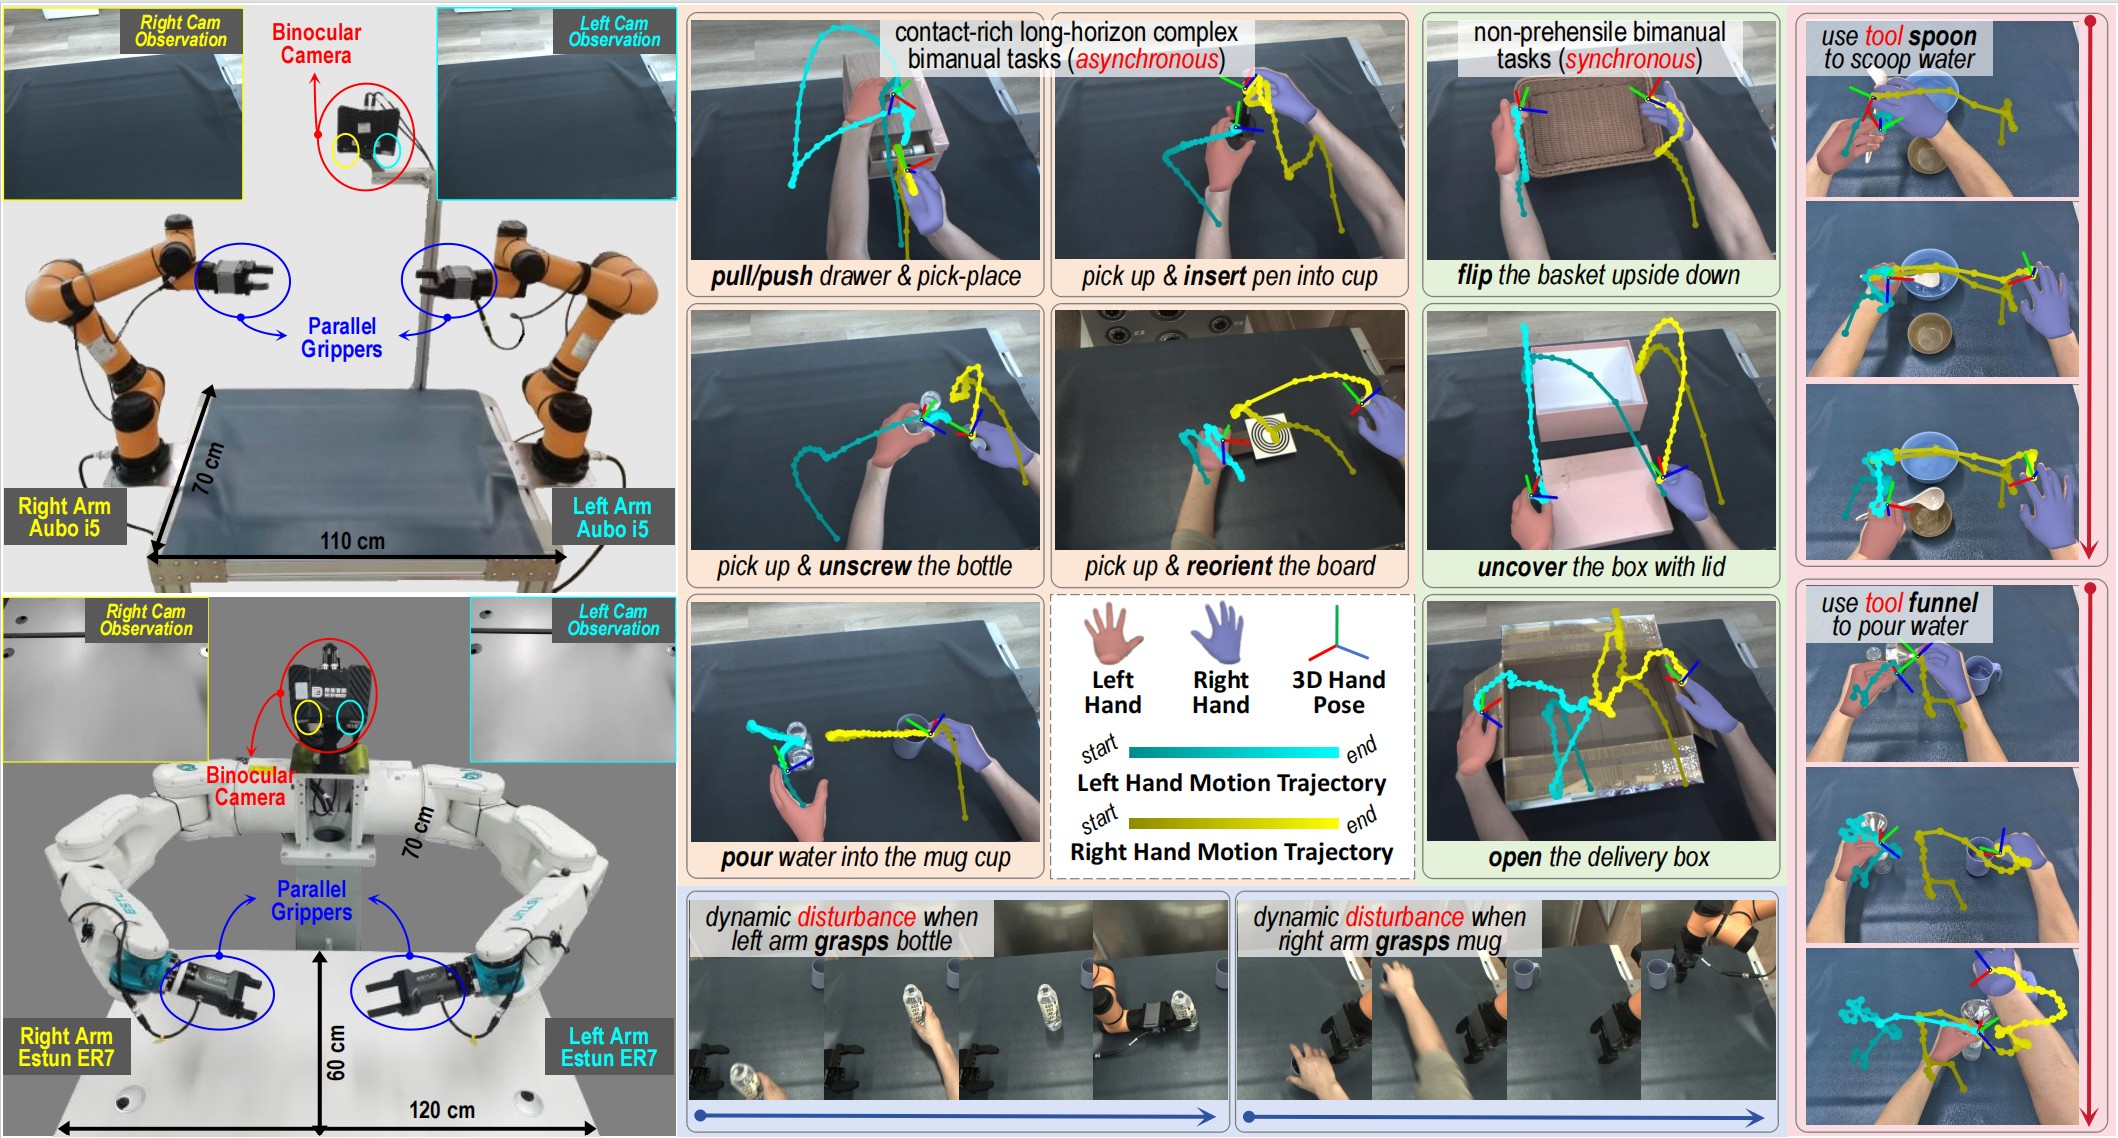 Right Cam
Observation
Binocular
Camera
Left Cam
Observation
Parallel
Grippers
70 cm
Right Arm
Aubo i5
Left Arm
Aubo i5
110 cm
Right Cam
Observation
Left Cam
Observation
Binocular
Camera
70 cm
Parallel
Grippers
ESTUN
ESTUN
Right Arm
Estun ER7
60 cm
Left Arm
Estun ER7
120 cm
contact-rich long-horizon complex
bimanual tasks (asynchronous)
pull/push drawer & pick-place
pick up & insert pen into cup
pick up & unscrew the bottle
pick up & reorient the board
pour water into the mug cup
Left
Hand
Right
Hand
3D Hand
Pose
start
end
Left Hand Motion Trajectory
start
end
Right Hand Motion Trajectory
non-prehensile bimanual
tasks (synchronous)
flip the basket upside down
uncover the box with lid
open the delivery box
dynamic disturbance when
left arm grasps bottle
dynamic disturbance when
right arm grasps mug
use tool spoon
to scoop water
use tool funnel
to pour water